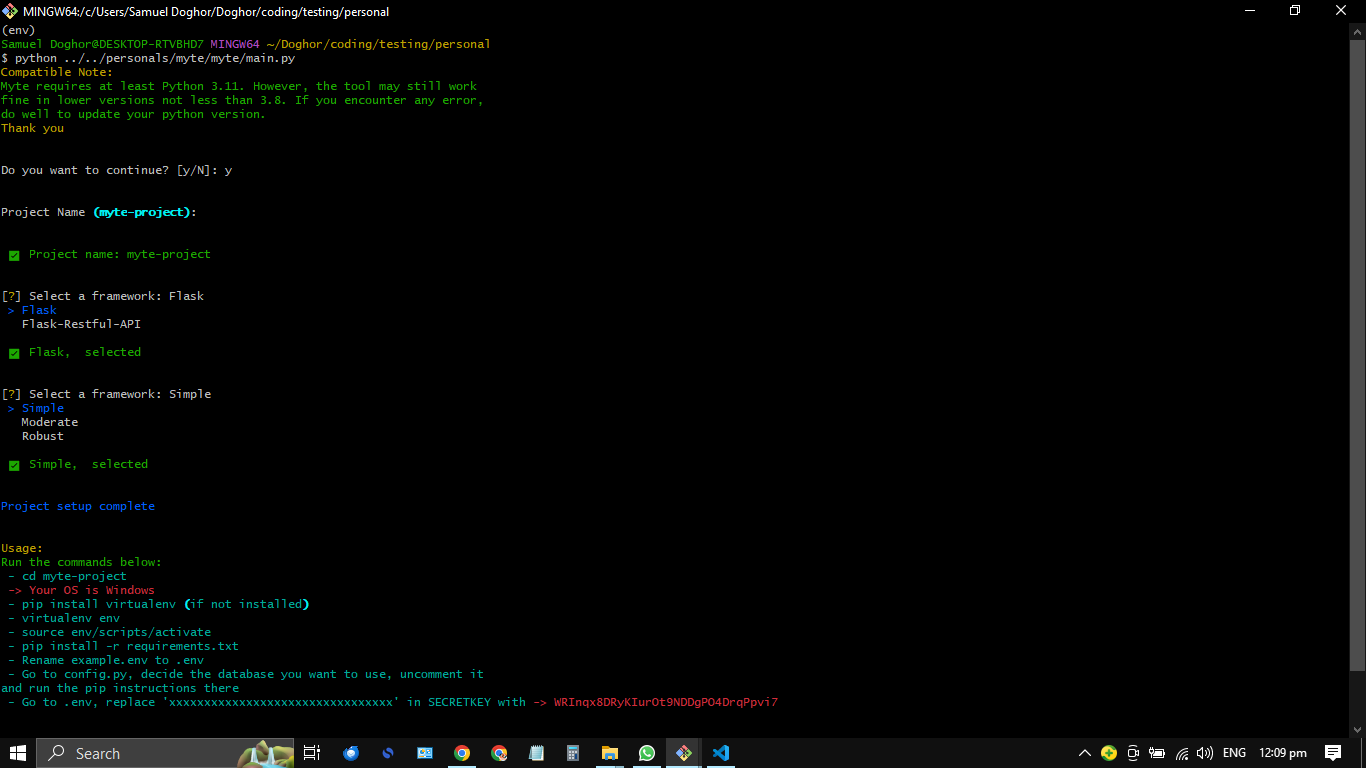 MINGW64:/c/Users/Samuel Doghor/Doghor/coding/testing/personal
(env)
Samuel Doghor@DESKTOP-RTVBHD7 MINGW64 ~/Doghor/coding/testing/personal
$ python ../../personals/myte/myte/main.py
Compatible Note:
Myte requires at least Python 3.11. However, the tool may still work
fine in lower versions not less than 3.8. If you encounter any error,
do well to update your python version.
Thank you
Do you want to continue? [y/N]: y
Project Name (myte-project):
Project name: myte-project
[?] Select a framework: Flask
> Flask
Flask-Restful-API
Flask,  selected
[?] Select a framework: Simple
> Simple
Moderate
Robust
Simple,  selected
Project setup complete
Usage:
Run the commands below:
- cd myte-project
-> Your OS is Windows
- pip install virtualenv (if not installed)
- virtualenv env
- source env/scripts/activate
- pip install -r requirements.txt
- Rename example.env to .env
- Go to config.py, decide the database you want to use, uncomment it
and run the pip instructions there
- Go to .env, replace 'xxxxxxxxxxxxxxxxxxxxxxxxxxxxxxxx' in SECRETKEY with -> WRInqx8DRyKIurOt9NDDgPO4DrqPpvi7
Search
ENG
12:09 pm